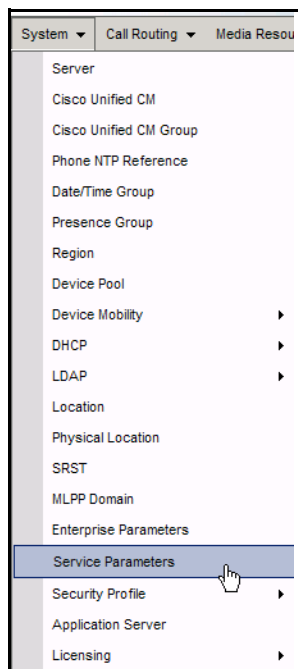 System Call Routing Media Resou
Server
Cisco Unified CM
Cisco Unified CM Group
Phone NTP Reference
Date/Time Group
Presence Group
Region
Device Pool
Device Mobility
DHCP
LDAP
Location
Physical Location
SRST
MLPP Domain
Enterprise Parameters
Service Parameters
Security Profile
Application Server
Licensing